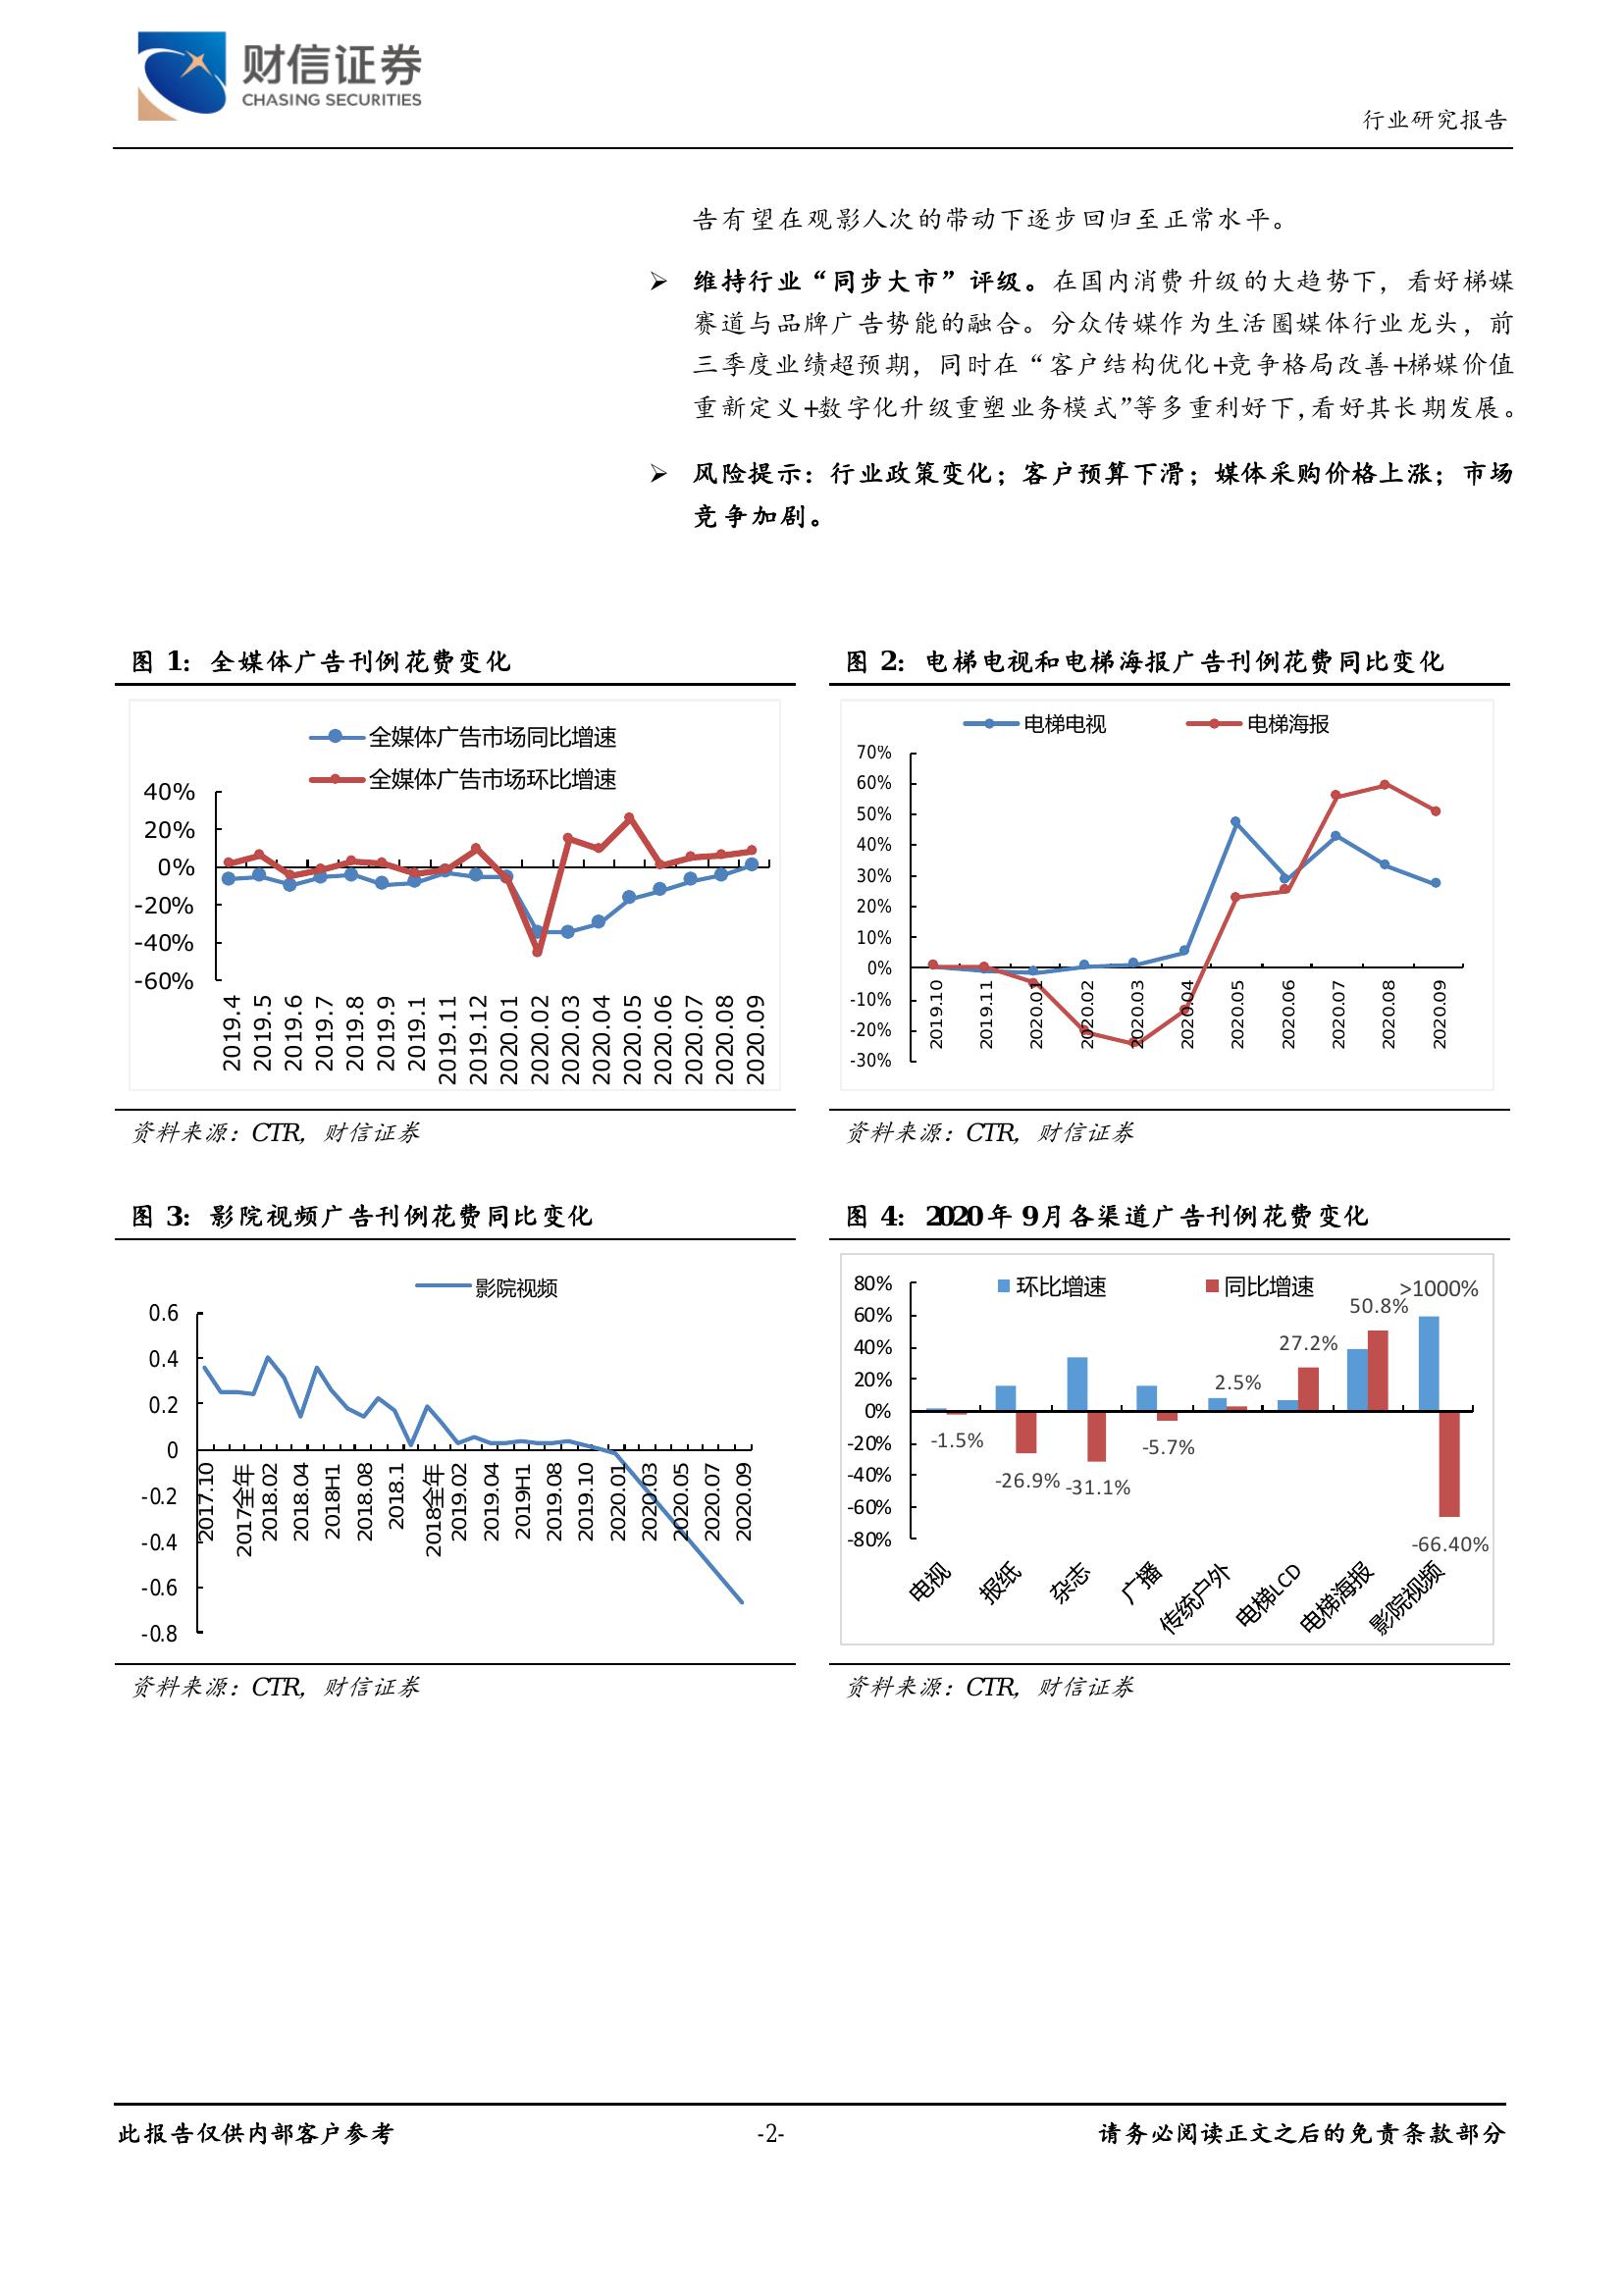 财信证券
CHASING SECURITIES
行业研究报告
告有望在观影人次的带动下逐步回归至正常水平。
➢ 维持行业“同步大市”评级。在国内消费升级的大趋势下，看好梯媒
赛道与品牌广告势能的融合。分众传媒作为生活圈媒体行业龙头，前
三季度业绩超预期，同时在“客户结构优化+竞争格局改善+梯媒价值
重新定义+数字化升级重塑业务模式”等多重利好下,看好其长期发展。
➢ 风险提示：行业政策变化；客户预算下滑；媒体采购价格上涨；市场
竞争加剧。
图 1：全媒体广告刊例花费变化
全媒体广告市场同比增速
全媒体广告市场环比增速
40%
20%
0%
-20%
-40%
-60%
2019.4
2019.5
2019.6
2019.7
2019.8
2019.9
2019.1
2019.11
2019.12
2020.01
2020.02
2020.03
2020.04
2020.05
2020.06
2020.07
2020.08
2020.09
资料来源：CTR，财信证券
图 2：电梯电视和电梯海报广告刊例花费同比变化
电梯电视
电梯海报
70%
60%
50%
40%
30%
20%
10%
0%
-10%
-20%
-30%
2019.10
2019.11
2020.01
2020.02
2020.03
2020.04
2020.05
2020.06
2020.07
2020.08
2020.09
资料来源：CTR，财信证券
图 3：影院视频广告刊例花费同比变化
影院视频
0.6
0.4
0.2
0
-0.2
-0.4
-0.6
-0.8
2017.10
2017全年
2018.02
2018.04
2018H1
2018.08
2018.1
2018全年
2019.02
2019.04
2019H1
2019.08
2019.10
2020.01
2020.03
2020.05
2020.07
2020.09
资料来源：CTR，财信证券
图 4：2020年 9月各渠道广告刊例花费变化
环比增速
同比增速
80%
60%
40%
20%
0%
-20%
-40%
-60%
-80%
-1.5%
-26.9%
-31.1%
-5.7%
2.5%
27.2%
50.8%
>1000%
-66.40%
电视
报纸
杂志
广播
传统户外
电梯LCD
电梯海报
影院视频
资料来源：CTR，财信证券
此报告仅供内部客户参考
-2-
请务必阅读正文之后的免责条款部分